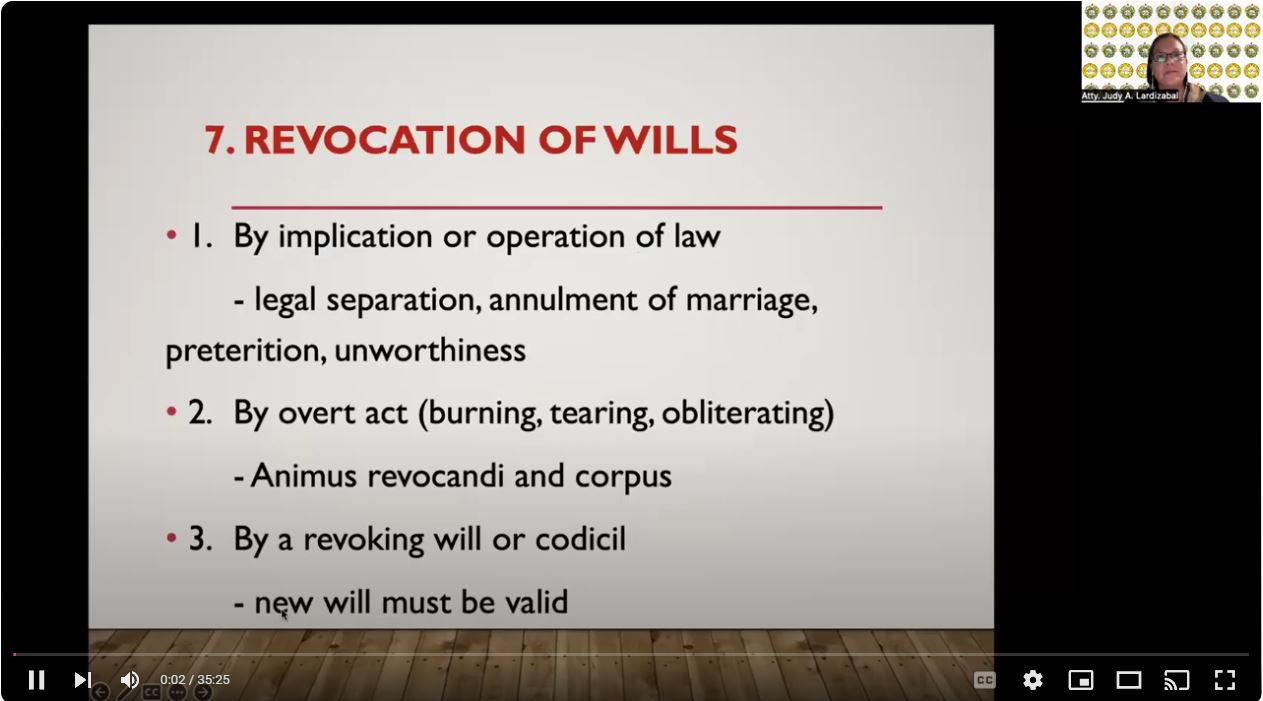 7. REVOCATION OF WILLS
• 1. By implication or operation of law
- legal separation, annulment of marriage,
preterition, unworthiness
• 2. By overt act (burning, tearing, obliterating)
- Animus revocandi and corpus
• 3. By a revoking will or codicil
- new will must be valid
Atty. Judy A. Lardizabal
0:02 / 35:25
CC
CC